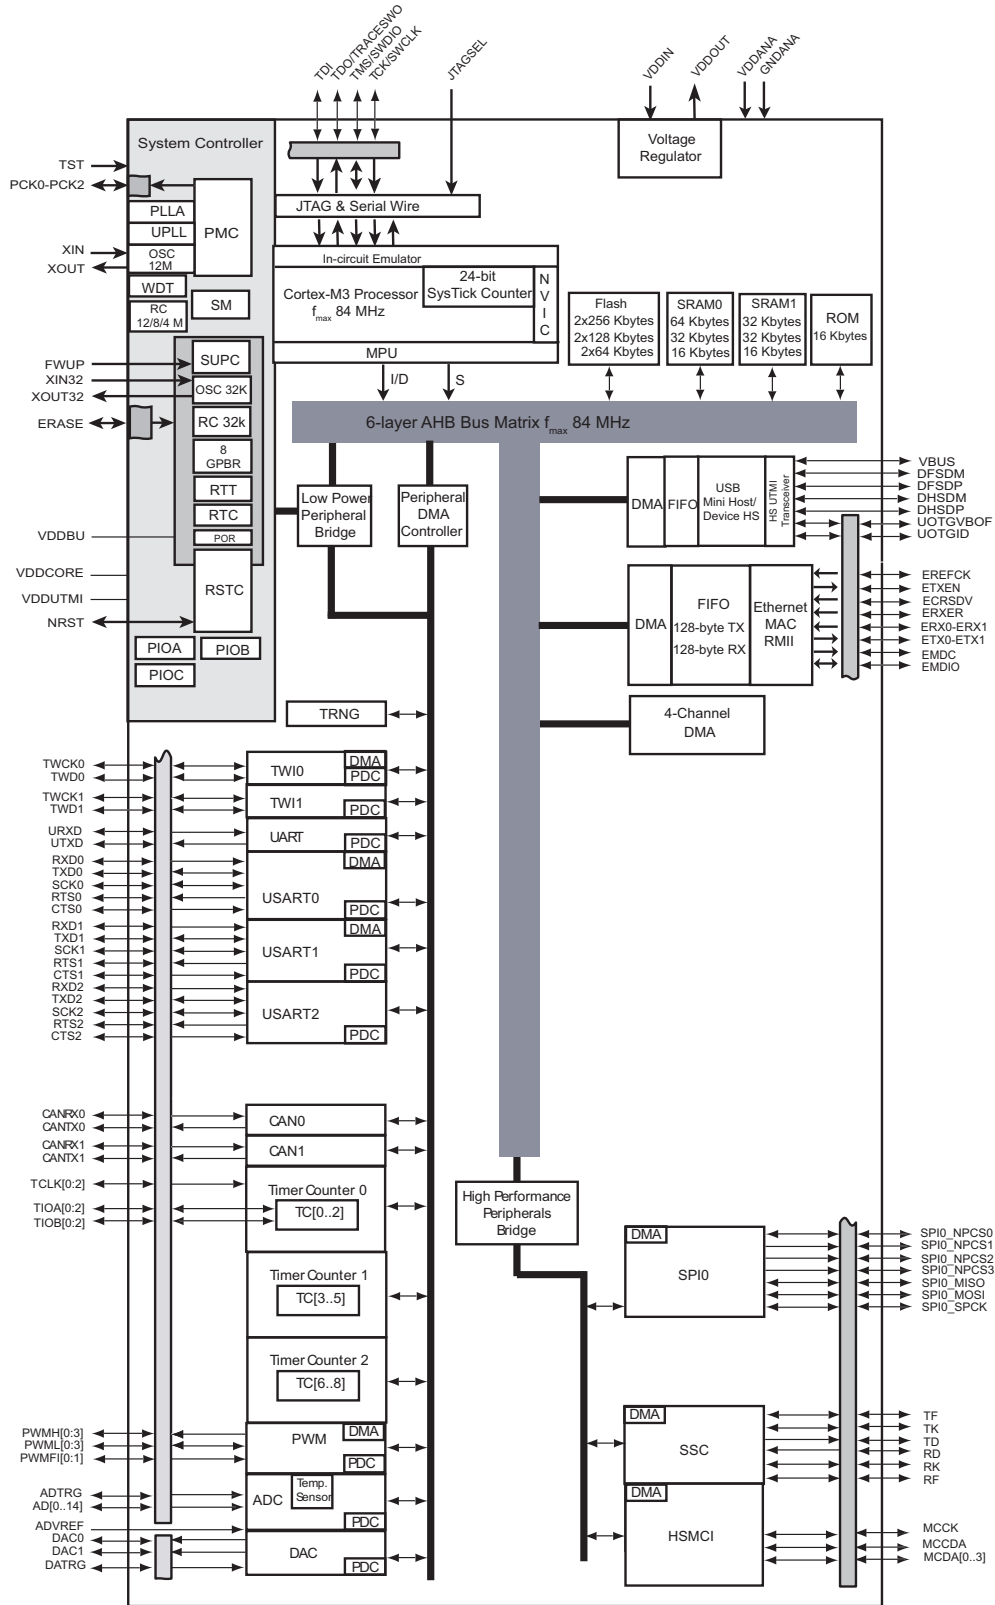 TDI
TDO/TRACESWO
TMS/SWDIO
TCK/SWCLK
JTAGSEL
VDDIN
VDDOUT
VDDANA
GNDANA
System Controller
Voltage
Regulator
TST
PCK0-PCK2
PLLA
UPLL
PMC
JTAG & Serial Wire
XIN
XOUT
OSC
12M
WDT
RC
12/8/4 M
SM
In-circuit Emulator
24-bit
SysTick Counter
Cortex-M3 Processor
fmax 84 MHz
N
V
I
C
MPU
Flash
2x256 Kbytes
2x128 Kbytes
2x64 Kbytes
SRAM0
64 Kbytes
32 Kbytes
16 Kbytes
SRAM1
32 Kbytes
32 Kbytes
16 Kbytes
ROM
16 Kbytes
FWUP
XIN32
XOUT32
ERASE
SUPC
OSC 32K
RC 32k
8
GPBR
RTT
RTC
POR
RSTC
VDDBU
VDDCORE
VDDUTMI
NRST
PIOA
PIOB
PIOC
I/D
S
6-layer AHB Bus Matrix fmax 84 MHz
Low Power
Peripheral
Bridge
Peripheral
DMA
Controller
DMA
FIFO
USB
Mini Host/
Device HS
HS UTMI
Transceiver
VBUS
DFSDM
DFSDP
DHSDM
DHSDP
UOTGVBOF
UOTGID
DMA
FIFO
128-byte TX
128-byte RX
Ethernet
MAC
RMII
EREFCK
ETXEN
ECRSDV
ERXER
ERX0-ERX1
ETX0-ETX1
EMDC
EMDIO
TRNG
4-Channel
DMA
TWCK0
TWD0
TWI0
DMA
PDC
TWCK1
TWD1
TWI1
PDC
URXD
UTXD
UART
PDC
RXD0
TXD0
SCK0
RTS0
CTS0
DMA
USART0
PDC
RXD1
TXD1
SCK1
RTS1
CTS1
DMA
USART1
PDC
RXD2
TXD2
SCK2
RTS2
CTS2
USART2
PDC
CANRX0
CANTX0
CAN0
CANRX1
CANTX1
CAN1
TCLK[0:2]
TIOA[0:2]
TIOB[0:2]
Timer Counter 0
TC[0..2]
High Performance
Peripherals
Bridge
Timer Counter 1
TC[3..5]
Timer Counter 2
TC[6..8]
DMA
SPI0
SPI0_NPCS0
SPI0_NPCS1
SPI0_NPCS2
SPI0_NPCS3
SPI0_MISO
SPI0_MOSI
SPI0_SPCK
PWMH[0:3]
PWML[0:3]
PWMFI[0:1]
PWM
DMA
PDC
DMA
SSC
TF
TK
TD
RD
RK
RF
ADTRG
AD[0..14]
ADVREF
ADC
Temp.
Sensor
PDC
DAC0
DAC1
DATRG
DAC
PDC
DMA
HSMCI
MCCK
MCCDA
MCDA[0..3]